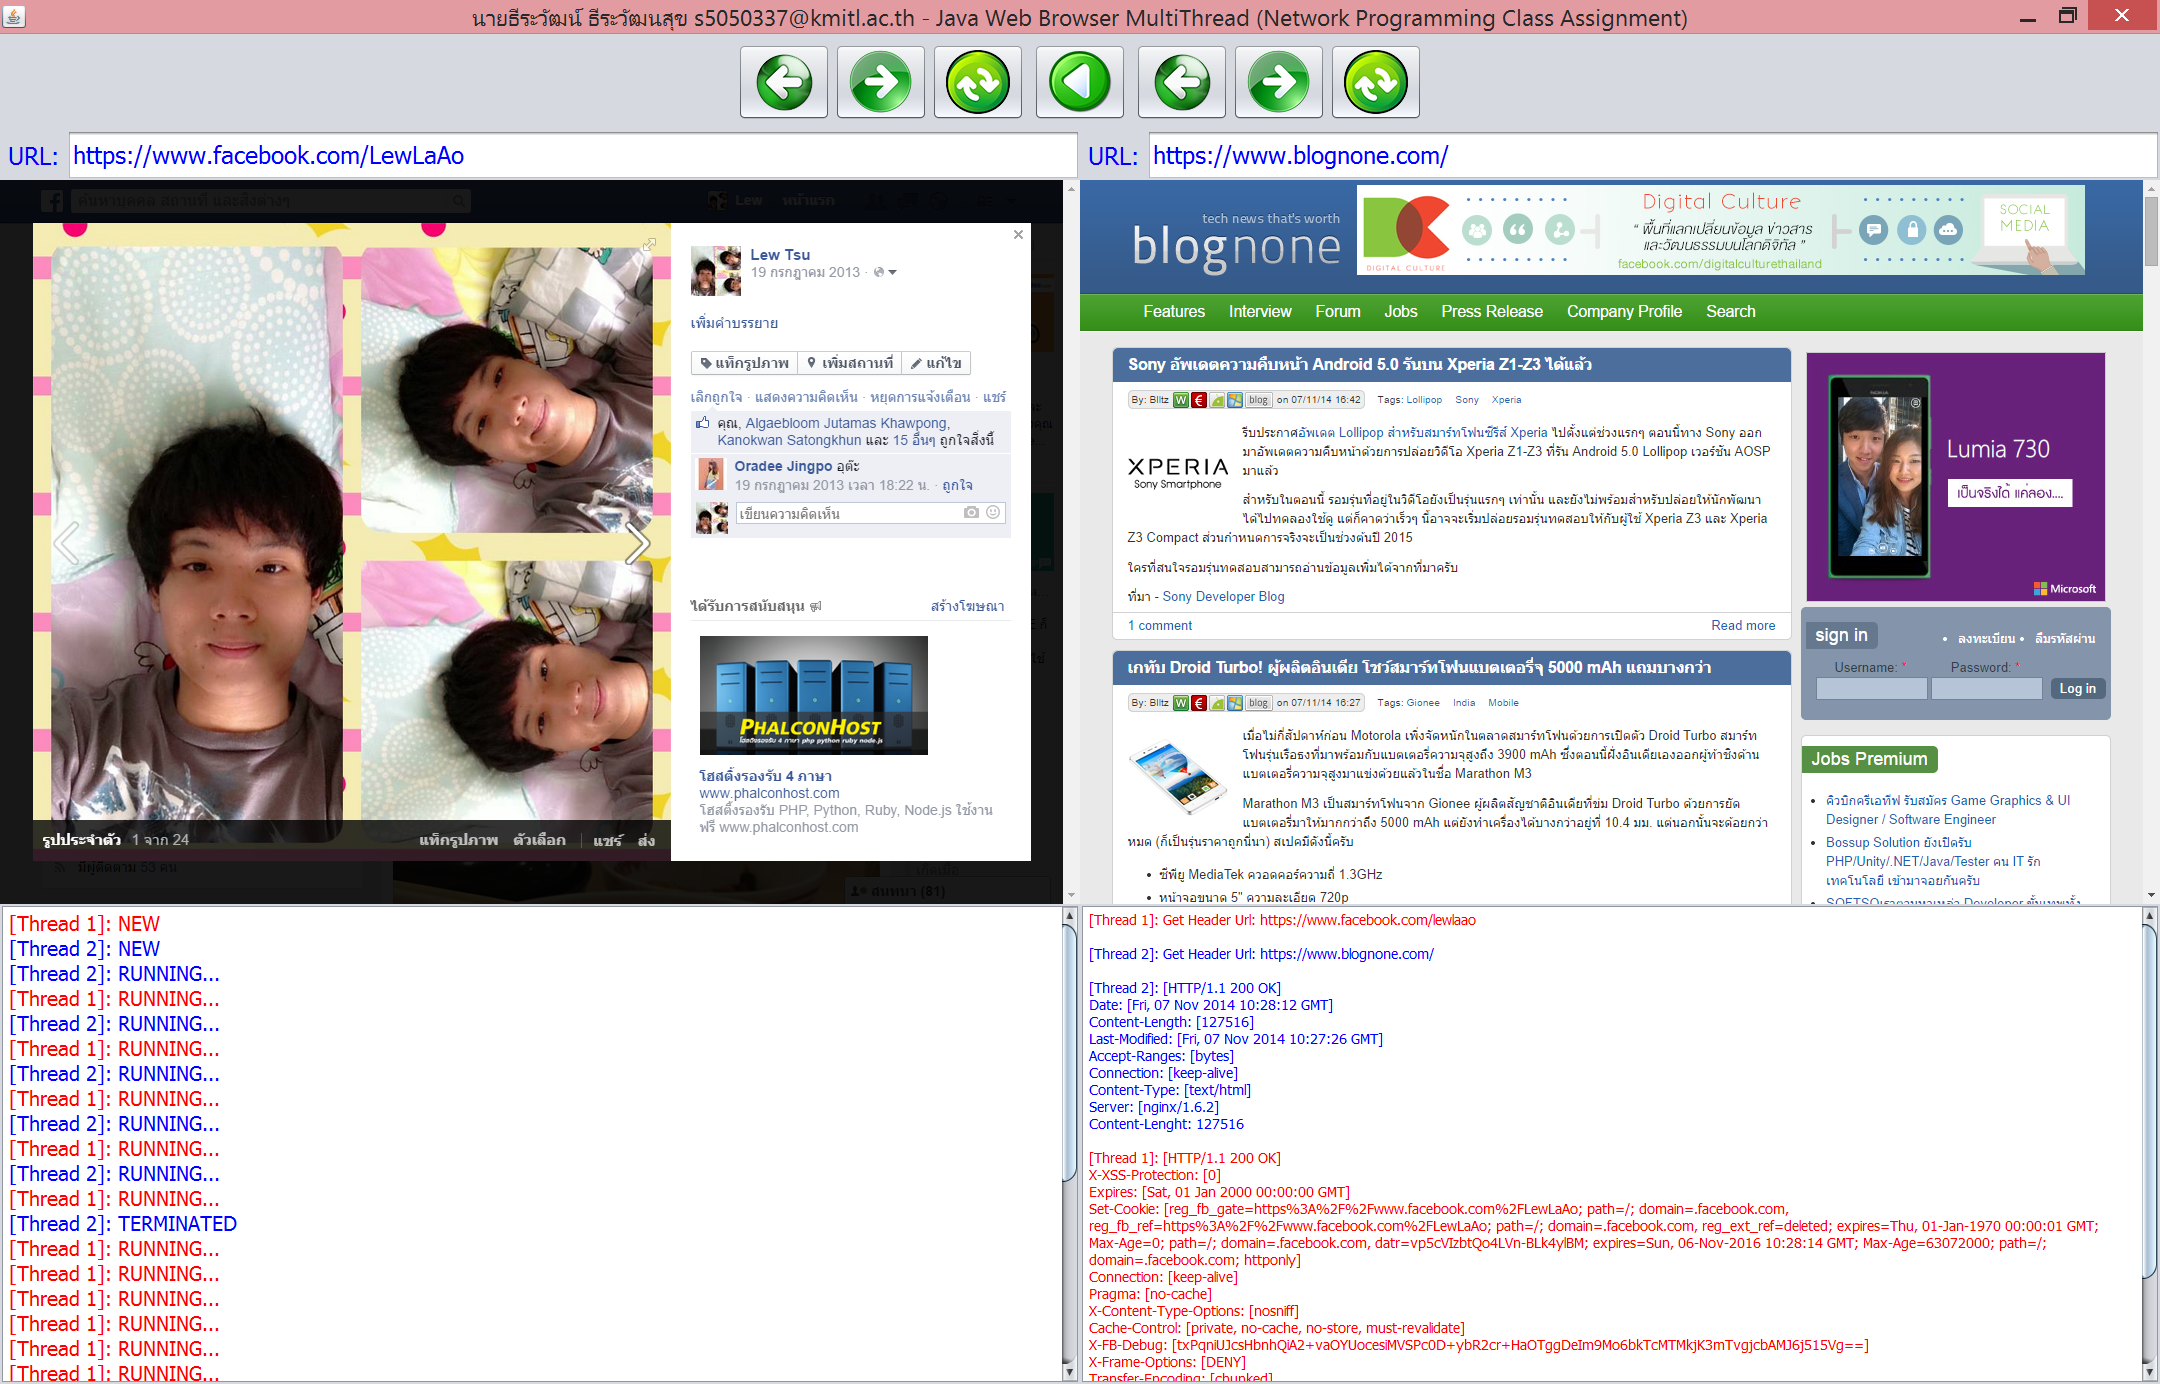 นายธีระวัฒน์ ธีระวัฒนสุข s5050337@kmitl.ac.th - Java Web Browser MultiThread (Network Programming Class Assignment)
URL: https://www.facebook.com/LewLaAo
URL: https://www.blognone.com/
ค้นหาบุคคล สถานที่ และสิ่งต่างๆ
Lew หน้าแรก
Lew Tsu
19 กรกฎาคม 2013 ·
เพิ่มคำบรรยาย
แท็กรูปภาพ เพิ่มสถานที่ แก้ไข
เลิกถูกใจ · แสดงความคิดเห็น · หยุดการแจ้งเตือน · แชร์
คุณ, Algaebloom Jutamas Khawpong,
Kanokwan Satongkhun และ 15 อื่นๆ ถูกใจสิ่งนี้
Oradee Jingpo อุต๊ะ
19 กรกฎาคม 2013 เวลา 18:22 น. · ถูกใจ
เขียนความคิดเห็น
ได้รับการสนับสนุน สร้างโฆษณา
PHALCONHOST
โฮสติ้งรองรับ 4 ภาษา php python ruby node.js
โฮสติ้งรองรับ 4 ภาษา
www.phalconhost.com
โฮสติ้งรองรับ PHP, Python, Ruby, Node.js ใช้งาน
ฟรี www.phalconhost.com
รูปประจำตัว 1 จาก 24 แท็กรูปภาพ ตัวเลือก แชร์ ส่ง
มีผู้ติดตาม 53 คน
สนทนา (81)
tech news that's worth
blognone
DIGITAL CULTURE
Digital Culture
“ พื้นที่แลกเปลี่ยนข้อมูล ข่าวสาร
และวัฒนธรรมบนโลกดิจิทัล ”
facebook.com/digitalculturethailand
SOCIAL
MEDIA
Features Interview Forum Jobs Press Release Company Profile Search
Sony อัพเดตความคืบหน้า Android 5.0 รันบน Xperia Z1-Z3 ได้แล้ว
By: Blltz blog on 07/11/14 16:42 Tags: Lollipop Sony Xperia
XPERIA
Sony Smartphone
รีบประกาศอัพเดต Lollipop สำหรับสมาร์ทโฟนซีรีส์ Xperia ไปตั้งแต่ช่วงแรกๆ ตอนนี้ทาง Sony ออก
มาอัพเดตความคืบหน้าด้วยการปล่อยวิดีโอ Xperia Z1-Z3 ที่รัน Android 5.0 Lollipop เวอร์ชัน AOSP
มาแล้ว
สำหรับในตอนนี้ รอมรุ่นที่อยู่ในวิดีโอยังเป็นรุ่นแรกๆ เท่านั้น และยังไม่พร้อมสำหรับปล่อยให้นักพัฒนา
ได้ไปทดลองใช้ดู แต่ก็คาดว่าเร็วๆ นี้อาจจะเริ่มปล่อยรอมรุ่นทดสอบให้กับผู้ใช้ Xperia Z3 และ Xperia
Z3 Compact ส่วนกำหนดการจริงจะเป็นช่วงต้นปี 2015
ใครที่สนใจรอมรุ่นทดสอบสามารถอ่านข้อมูลเพิ่มได้จากที่มาครับ
ที่มา - Sony Developer Blog
1 comment Read more
เกทับ Droid Turbo! ผู้ผลิตอินเดีย โชว์สมาร์ทโฟนแบตเตอรี่จุ 5000 mAh แถมบางกว่า
By: Blltz blog on 07/11/14 16:27 Tags: Gionee India Mobile
เมื่อไม่กี่สัปดาห์ก่อน Motorola เพิ่งจัดหนักในตลาดสมาร์ทโฟนด้วยการเปิดตัว Droid Turbo สมาร์ท
โฟนรุ่นเรือธงที่มาพร้อมกับแบตเตอรี่ความจุสูงถึง 3900 mAh ซึ่งตอนนี้ฝั่งอินเดียเองออกผู้ท้าชิงด้าน
แบตเตอรี่ความจุสูงมาแข่งด้วยแล้วในชื่อ Marathon M3
Marathon M3 เป็นสมาร์ทโฟนจาก Gionee ผู้ผลิตสัญชาติอินเดียที่ข่ม Droid Turbo ด้วยการยัด
แบตเตอรี่มาให้มากกว่าถึง 5000 mAh แต่ยังทำเครื่องได้บางกว่าอยู่ที่ 10.4 มม. แต่นอกนั้นจะด้อยกว่า
หมด (ก็เป็นรุ่นราคาถูกนี่นา) สเปคมีดังนี้ครับ
• ซีพียู MediaTek ควอดคอร์ความถี่ 1.3GHz
• หน้าจอขนาด 5" ความละเอียด 720p
NOKIA
Lumia 730
เป็นจริงได้ แค่ลอง....
Microsoft
sign in • ลงทะเบียน • ลืมรหัสผ่าน
Username: * Password: *
Log in
Jobs Premium
• คิวบิกครีเอทีฟ รับสมัคร Game Graphics & UI
Designer / Software Engineer
• Bossup Solution ยังเปิดรับ
PHP/Unity/.NET/Java/Tester คน IT รัก
เทคโนโลยี เข้ามาจอยกันครับ
[Thread 1]: NEW
[Thread 2]: NEW
[Thread 2]: RUNNING...
[Thread 1]: RUNNING...
[Thread 2]: RUNNING...
[Thread 1]: RUNNING...
[Thread 2]: RUNNING...
[Thread 1]: RUNNING...
[Thread 2]: RUNNING...
[Thread 1]: RUNNING...
[Thread 2]: RUNNING...
[Thread 1]: RUNNING...
[Thread 2]: TERMINATED
[Thread 1]: RUNNING...
[Thread 1]: RUNNING...
[Thread 1]: RUNNING...
[Thread 1]: RUNNING...
[Thread 1]: RUNNING...
[Thread 1]: RUNNING...
[Thread 1]: Get Header Url: https://www.facebook.com/lewlaao
[Thread 2]: Get Header Url: https://www.blognone.com/
[Thread 2]: [HTTP/1.1 200 OK]
Date: [Fri, 07 Nov 2014 10:28:12 GMT]
Content-Length: [127516]
Last-Modified: [Fri, 07 Nov 2014 10:27:26 GMT]
Accept-Ranges: [bytes]
Connection: [keep-alive]
Content-Type: [text/html]
Server: [nginx/1.6.2]
Content-Lenght: 127516
[Thread 1]: [HTTP/1.1 200 OK]
X-XSS-Protection: [0]
Expires: [Sat, 01 Jan 2000 00:00:00 GMT]
Set-Cookie: [reg_fb_gate=https%3A%2F%2Fwww.facebook.com%2FLewLaAo; path=/; domain=.facebook.com,
reg_fb_ref=https%3A%2F%2Fwww.facebook.com%2FLewLaAo; path=/; domain=.facebook.com, reg_ext_ref=deleted; expires=Thu, 01-Jan-1970 00:00:01 GMT;
Max-Age=0; path=/; domain=.facebook.com, datr=vp5cVIzbtQo4LVn-BLk4ylBM; expires=Sun, 06-Nov-2016 10:28:14 GMT; Max-Age=63072000; path=/;
domain=.facebook.com; httponly]
Connection: [keep-alive]
Pragma: [no-cache]
X-Content-Type-Options: [nosniff]
Cache-Control: [private, no-cache, no-store, must-revalidate]
X-FB-Debug: [txPqniUJcsHbnhQiA2+vaOYUocesiMVSPc0D+ybR2cr+HaOTggDeIm9Mo6bkTcMTMkjK3mTvgjcbAMJ6j515Vg==]
X-Frame-Options: [DENY]
Transfer-Encoding: [chunked]